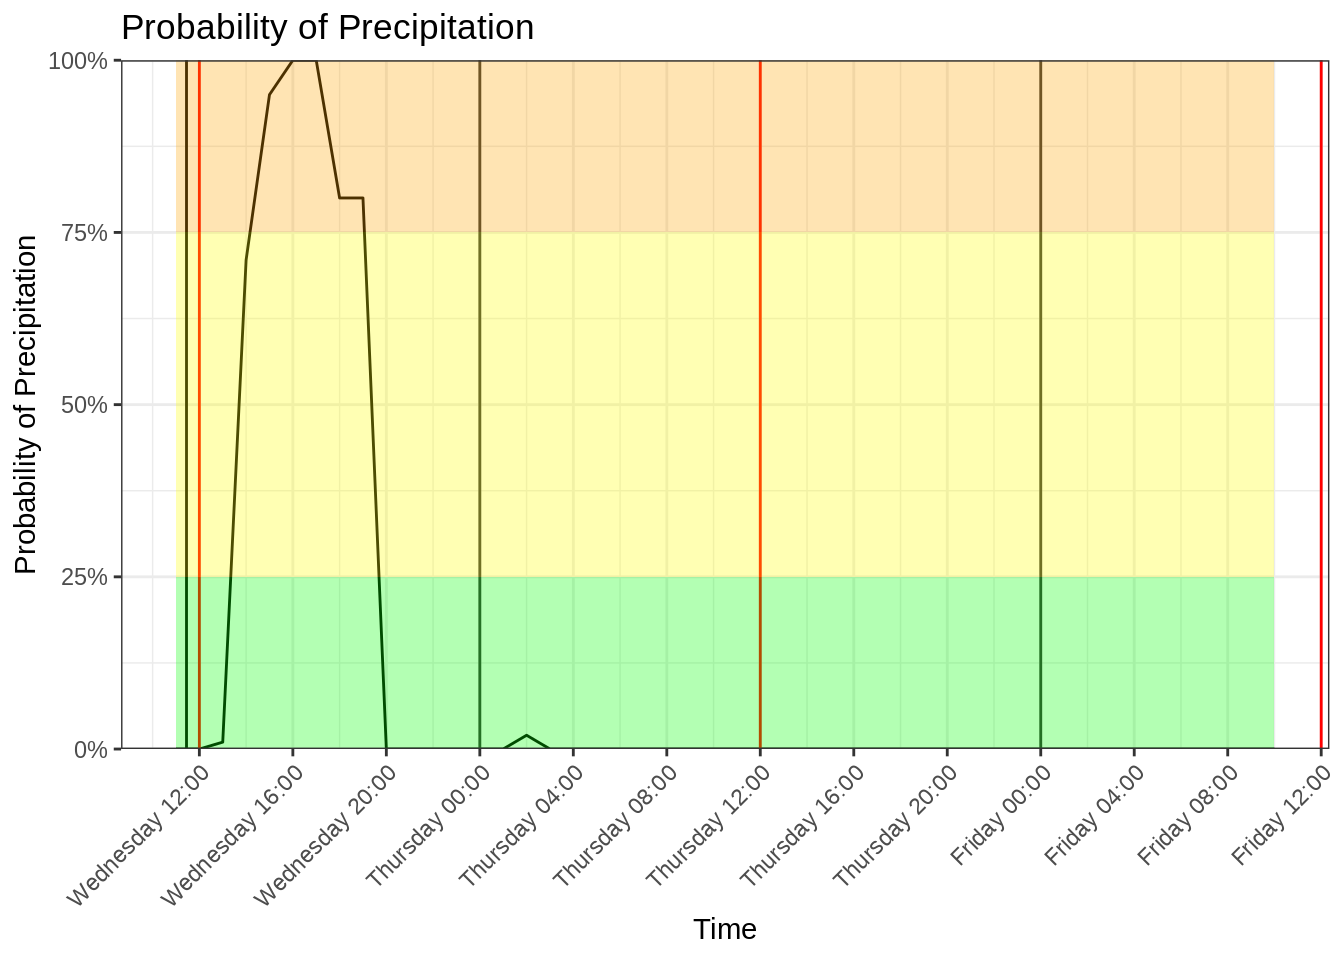 Probability of Precipitation
Probability of Precipitation
100%
75%
50%
25%
0%
Wednesday 12:00
Wednesday 16:00
Wednesday 20:00
Thursday 00:00
Thursday 04:00
Thursday 08:00
Thursday 12:00
Thursday 16:00
Thursday 20:00
Friday 00:00
Friday 04:00
Friday 08:00
Friday 12:00
Time